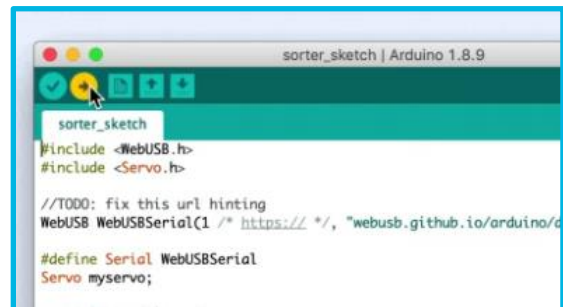 sorter_sketch | Arduino 1.8.9
sorter_sketch
#include <WebUSB.h>
#include <Servo.h>
//TODO: fix this url hinting
WebUSB WebUSBSerial(1 /* https:// */, "webusb.github.io/arduino/
#define Serial WebUSBSerial
Servo myservo;